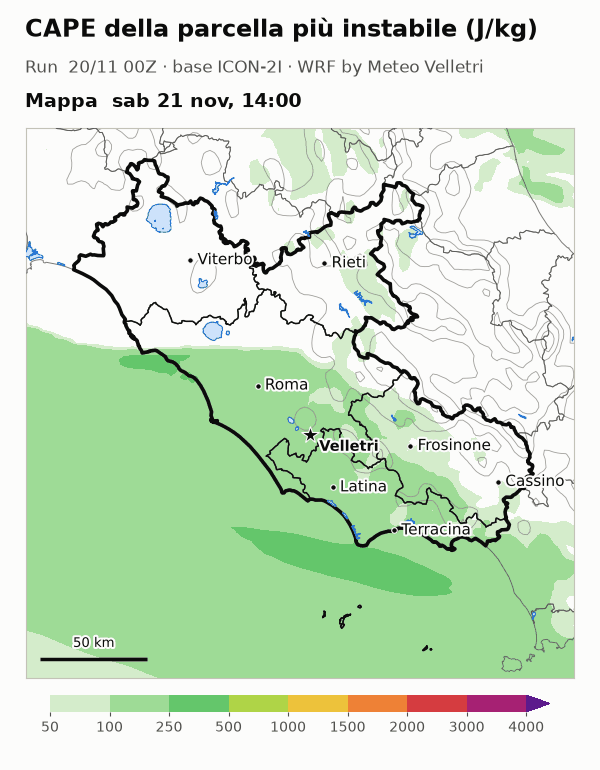 CAPE della parcella più instabile (J/kg)
Run  20/11 00Z · base ICON-2I · WRF by Meteo Velletri
Mappa  sab 21 nov, 14:00
Viterbo
Rieti
Roma
Velletri
Frosinone
Latina
Cassino
Terracina
50 km
50 100 250 500 1000 1500 2000 3000 4000